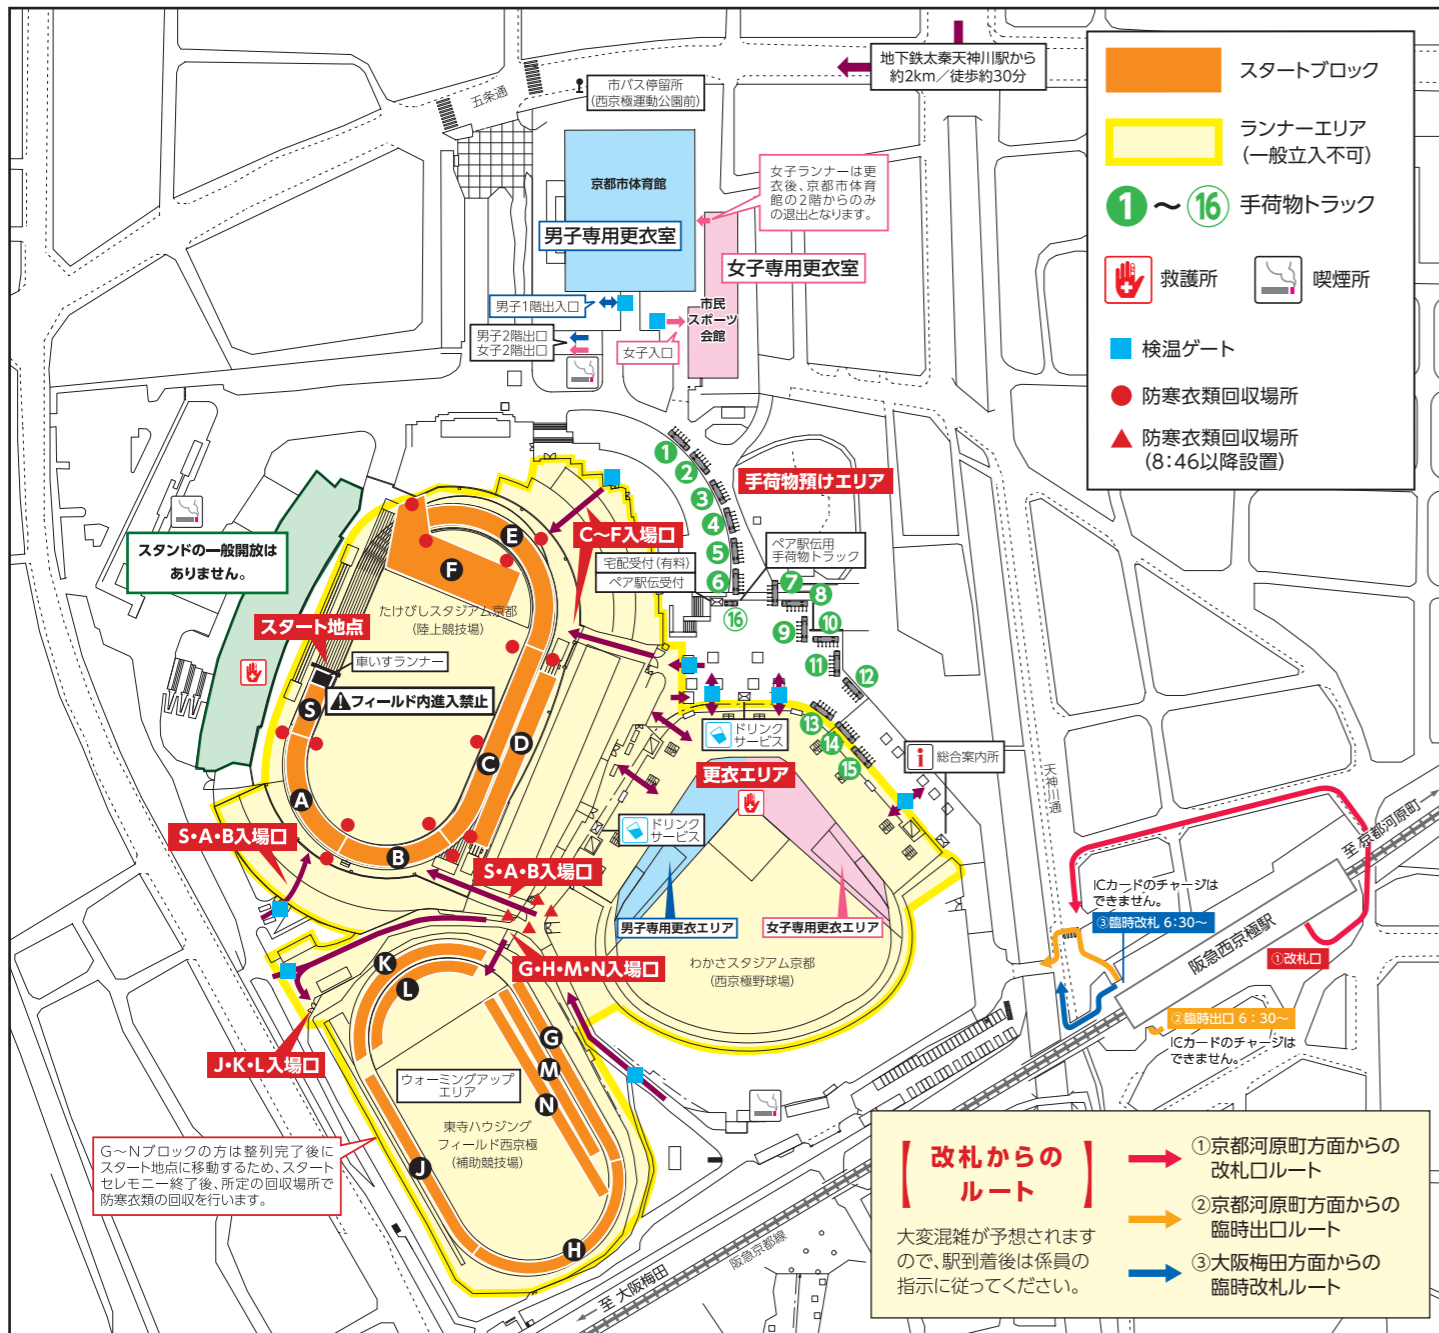 地下鉄太秦天神川駅から
約2km／徒歩約30分
市バス停留所
(西京極運動公園前)
五条通
京都市体育館
男子専用更衣室
女子ランナーは更
衣後、京都市体育
館の2階からのみ
の退出となります。
女子専用更衣室
男子1階出入口
市民
スポーツ
会館
男子2階出口
女子2階出口
女子入口
スタートブロック
ランナーエリア
(一般立入不可)
1～16 手荷物トラック
救護所
喫煙所
検温ゲート
防寒衣類回収場所
防寒衣類回収場所
(8:46以降設置)
1
2
3
4
5
6
7
8
9
10
11
12
13
14
15
16
手荷物預けエリア
ペア駅伝用
手荷物トラック
C～F入場口
宅配受付(有料)
ペア駅伝受付
スタンドの一般開放は
ありません。
E
F
たけびしスタジアム京都
(陸上競技場)
スタート地点
車いすランナー
⚠フィールド内進入禁止
S
D
C
A
B
ドリンク
サービス
i 総合案内所
更衣エリア
ドリンク
サービス
S・A・B入場口
S・A・B入場口
男子専用更衣エリア
女子専用更衣エリア
わかさスタジアム京都
(西京極野球場)
G・H・M・N入場口
K
L
J・K・L入場口
G
M
N
ウォーミングアップ
エリア
東寺ハウジング
フィールド西京極
(補助競技場)
J
H
G～Nブロックの方は整列完了後に
スタート地点に移動するため、スタート
セレモニー終了後、所定の回収場所で
防寒衣類の回収を行います。
天神川通
至 京都河原町
ICカードのチャージは
できません。
③臨時改札 6:30～
阪急西京極駅
①改札口
②臨時出口 6：30～
ICカードのチャージは
できません。
至 大阪梅田
阪急京都線
改札からの
ルート
大変混雑が予想されます
ので、駅到着後は係員の
指示に従ってください。
①京都河原町方面からの
改札口ルート
②京都河原町方面からの
臨時出口ルート
③大阪梅田方面からの
臨時改札ルート